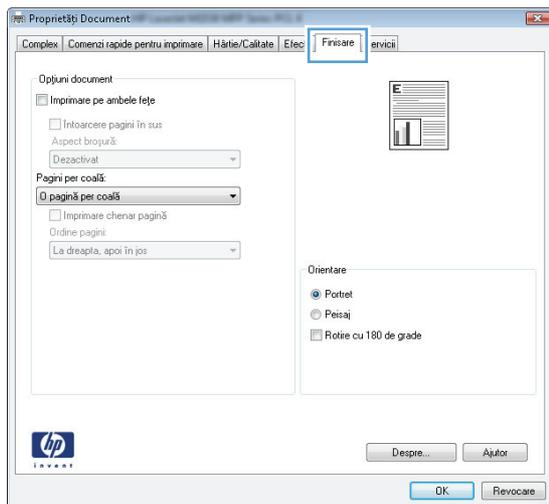 Proprietăți Document
Complex Comenzi rapide pentru imprimare Hârtie/Calitate Efec Finisare ervicii
Opțiuni document
Imprimare pe ambele fețe
Întoarcere pagini în sus
Aspect broșură:
Dezactivat
Pagini per coală:
O pagină per coală
Imprimare chenar pagină
Ordine pagini:
La dreapta, apoi în jos
E
Orientare
Portret
Peisaj
Rotire cu 180 de grade
hp
invent
Despre... Ajutor
OK Revocare